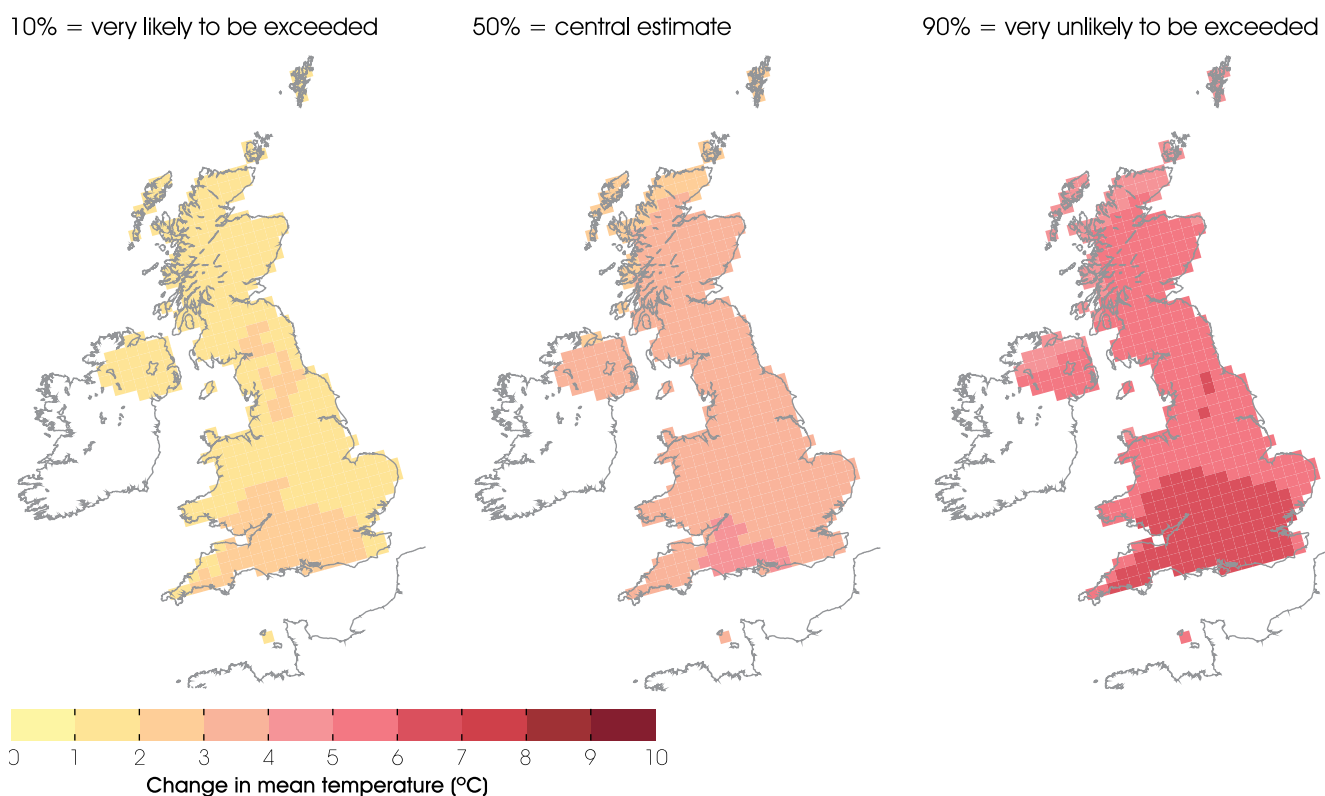 10% = very likely to be exceeded
50% = central estimate
90% = very unlikely to be exceeded
0 1 2 3 4 5 6 7 8 9 10
Change in mean temperature (ºC)